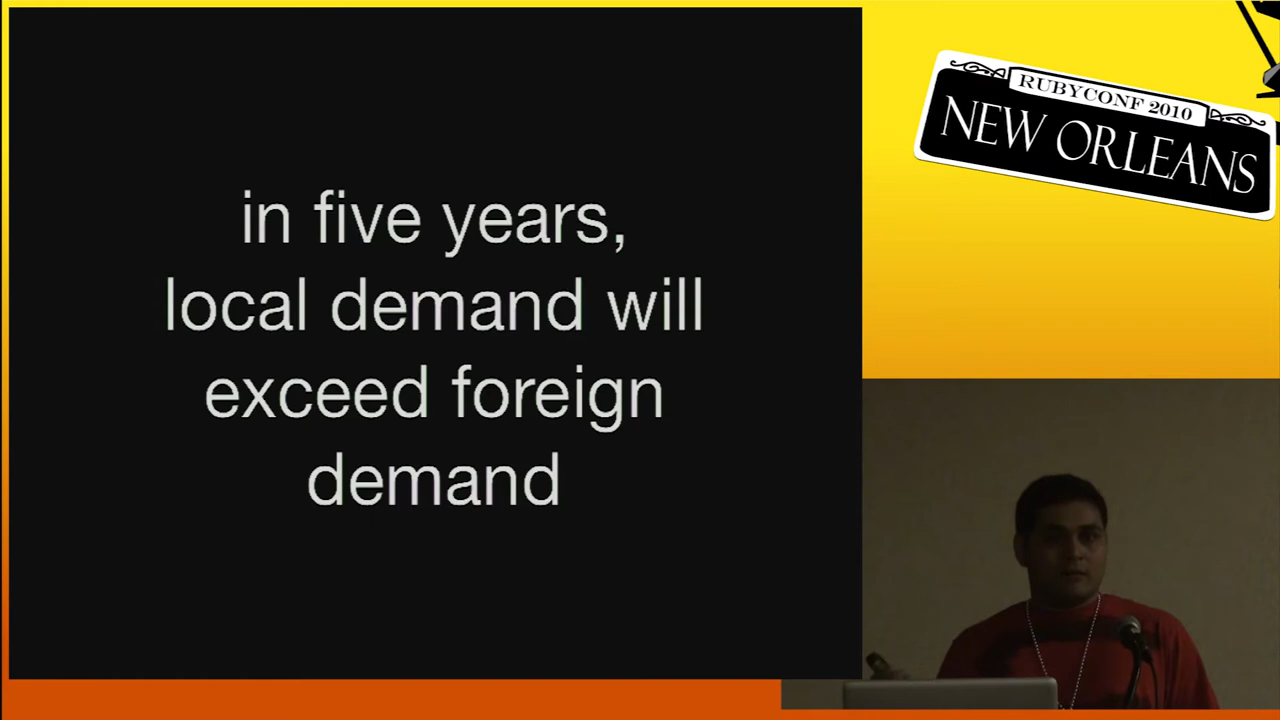 in five years,
local demand will
exceed foreign
demand
RUBYCONF 2010
NEW ORLEANS